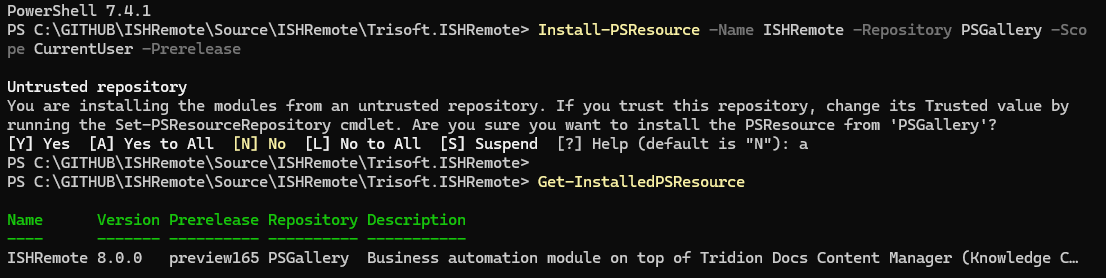 PowerShell 7.4.1
PS C:\GITHUB\ISHRemote\Source\ISHRemote\Trisoft.ISHRemote> Install-PSResource -Name ISHRemote -Repository PSGallery -Sco
pe CurrentUser -Prerelease
Untrusted repository
You are installing the modules from an untrusted repository. If you trust this repository, change its Trusted value by
running the Set-PSResourceRepository cmdlet. Are you sure you want to install the PSResource from 'PSGallery'?
[Y] Yes  [A] Yes to All  [N] No  [L] No to All  [S] Suspend  [?] Help (default is "N"): a
PS C:\GITHUB\ISHRemote\Source\ISHRemote\Trisoft.ISHRemote>
PS C:\GITHUB\ISHRemote\Source\ISHRemote\Trisoft.ISHRemote> Get-InstalledPSResource
Name      Version Prerelease Repository Description
----      ------- ---------- ---------- -----------
ISHRemote 8.0.0   preview165 PSGallery  Business automation module on top of Tridion Docs Content Manager (Knowledge C…